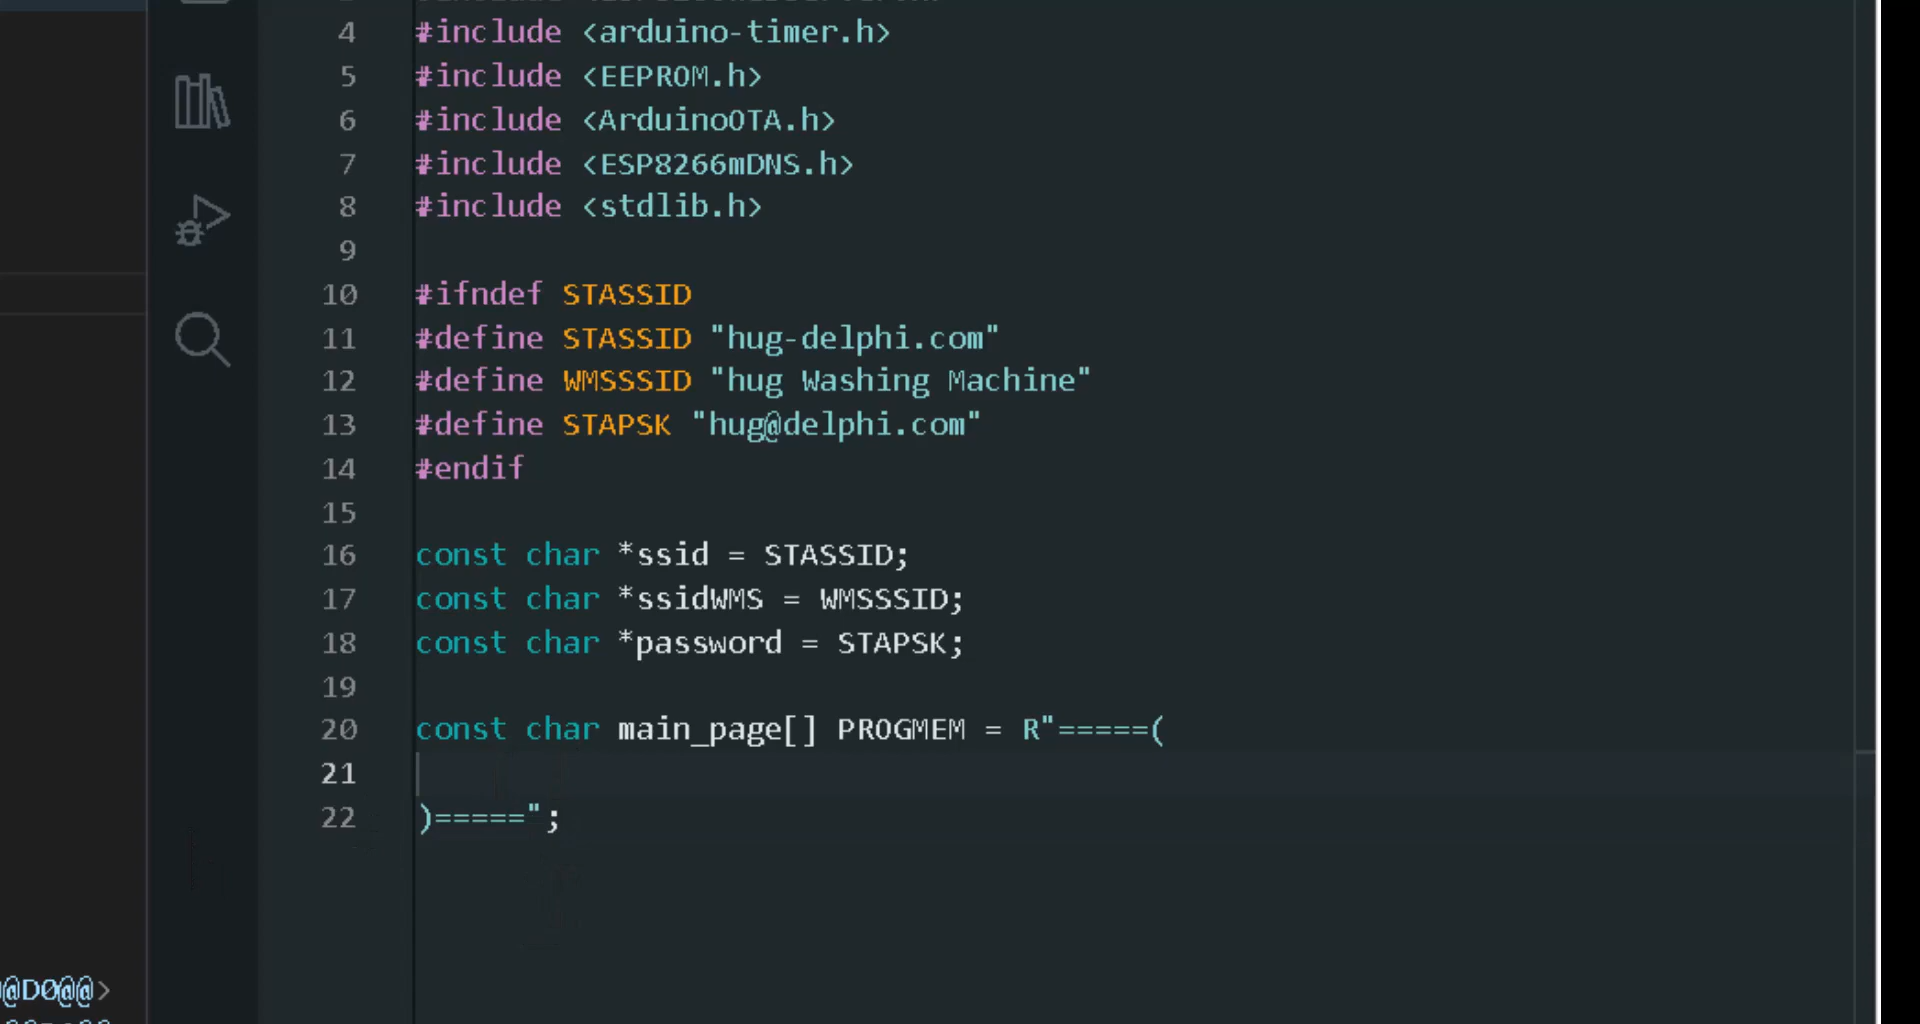 4 #include <arduino-timer.h>
5 #include <EEPROM.h>
6 #include <ArduinoOTA.h>
7 #include <ESP8266mDNS.h>
8 #include <stdlib.h>
9
10 #ifndef STASSID
11 #define STASSID "hug-delphi.com"
12 #define WMSSSID "hug Washing Machine"
13 #define STAPSK "hug@delphi.com"
14 #endif
15
16 const char *ssid = STASSID;
17 const char *ssidWMS = WMSSSID;
18 const char *password = STAPSK;
19
20 const char main_page[] PROGMEM = R"=====(
21
22 )=====";
@D0@@>